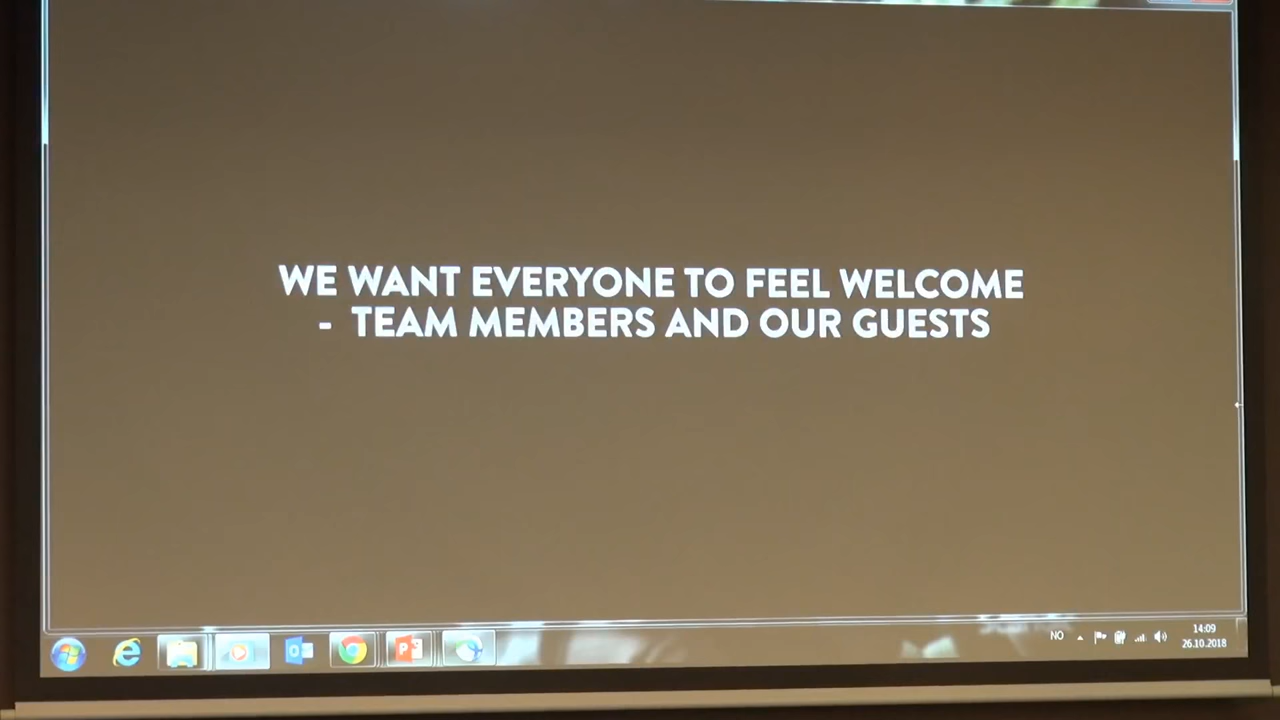 WE WANT EVERYONE TO FEEL WELCOME
- TEAM MEMBERS AND OUR GUESTS
NO
14:09
26.10.2018